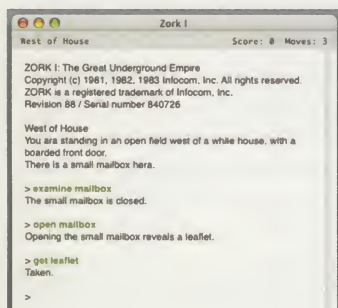 Zork I
West of House Score: 0 Moves: 3
ZORK I: The Great Underground Empire
Copyright (c) 1981, 1982, 1983 Infocom, Inc. All rights reserved.
ZORK is a registered trademark of Infocom, Inc.
Revision 88 / Serial number 840726
West of House
You are standing in an open field west of a white house, with a
boarded front door.
There is a small mailbox here.
> examine mailbox
The small mailbox is closed.
> open mailbox
Opening the small mailbox reveals a leaflet.
> get leaflet
Taken.
>